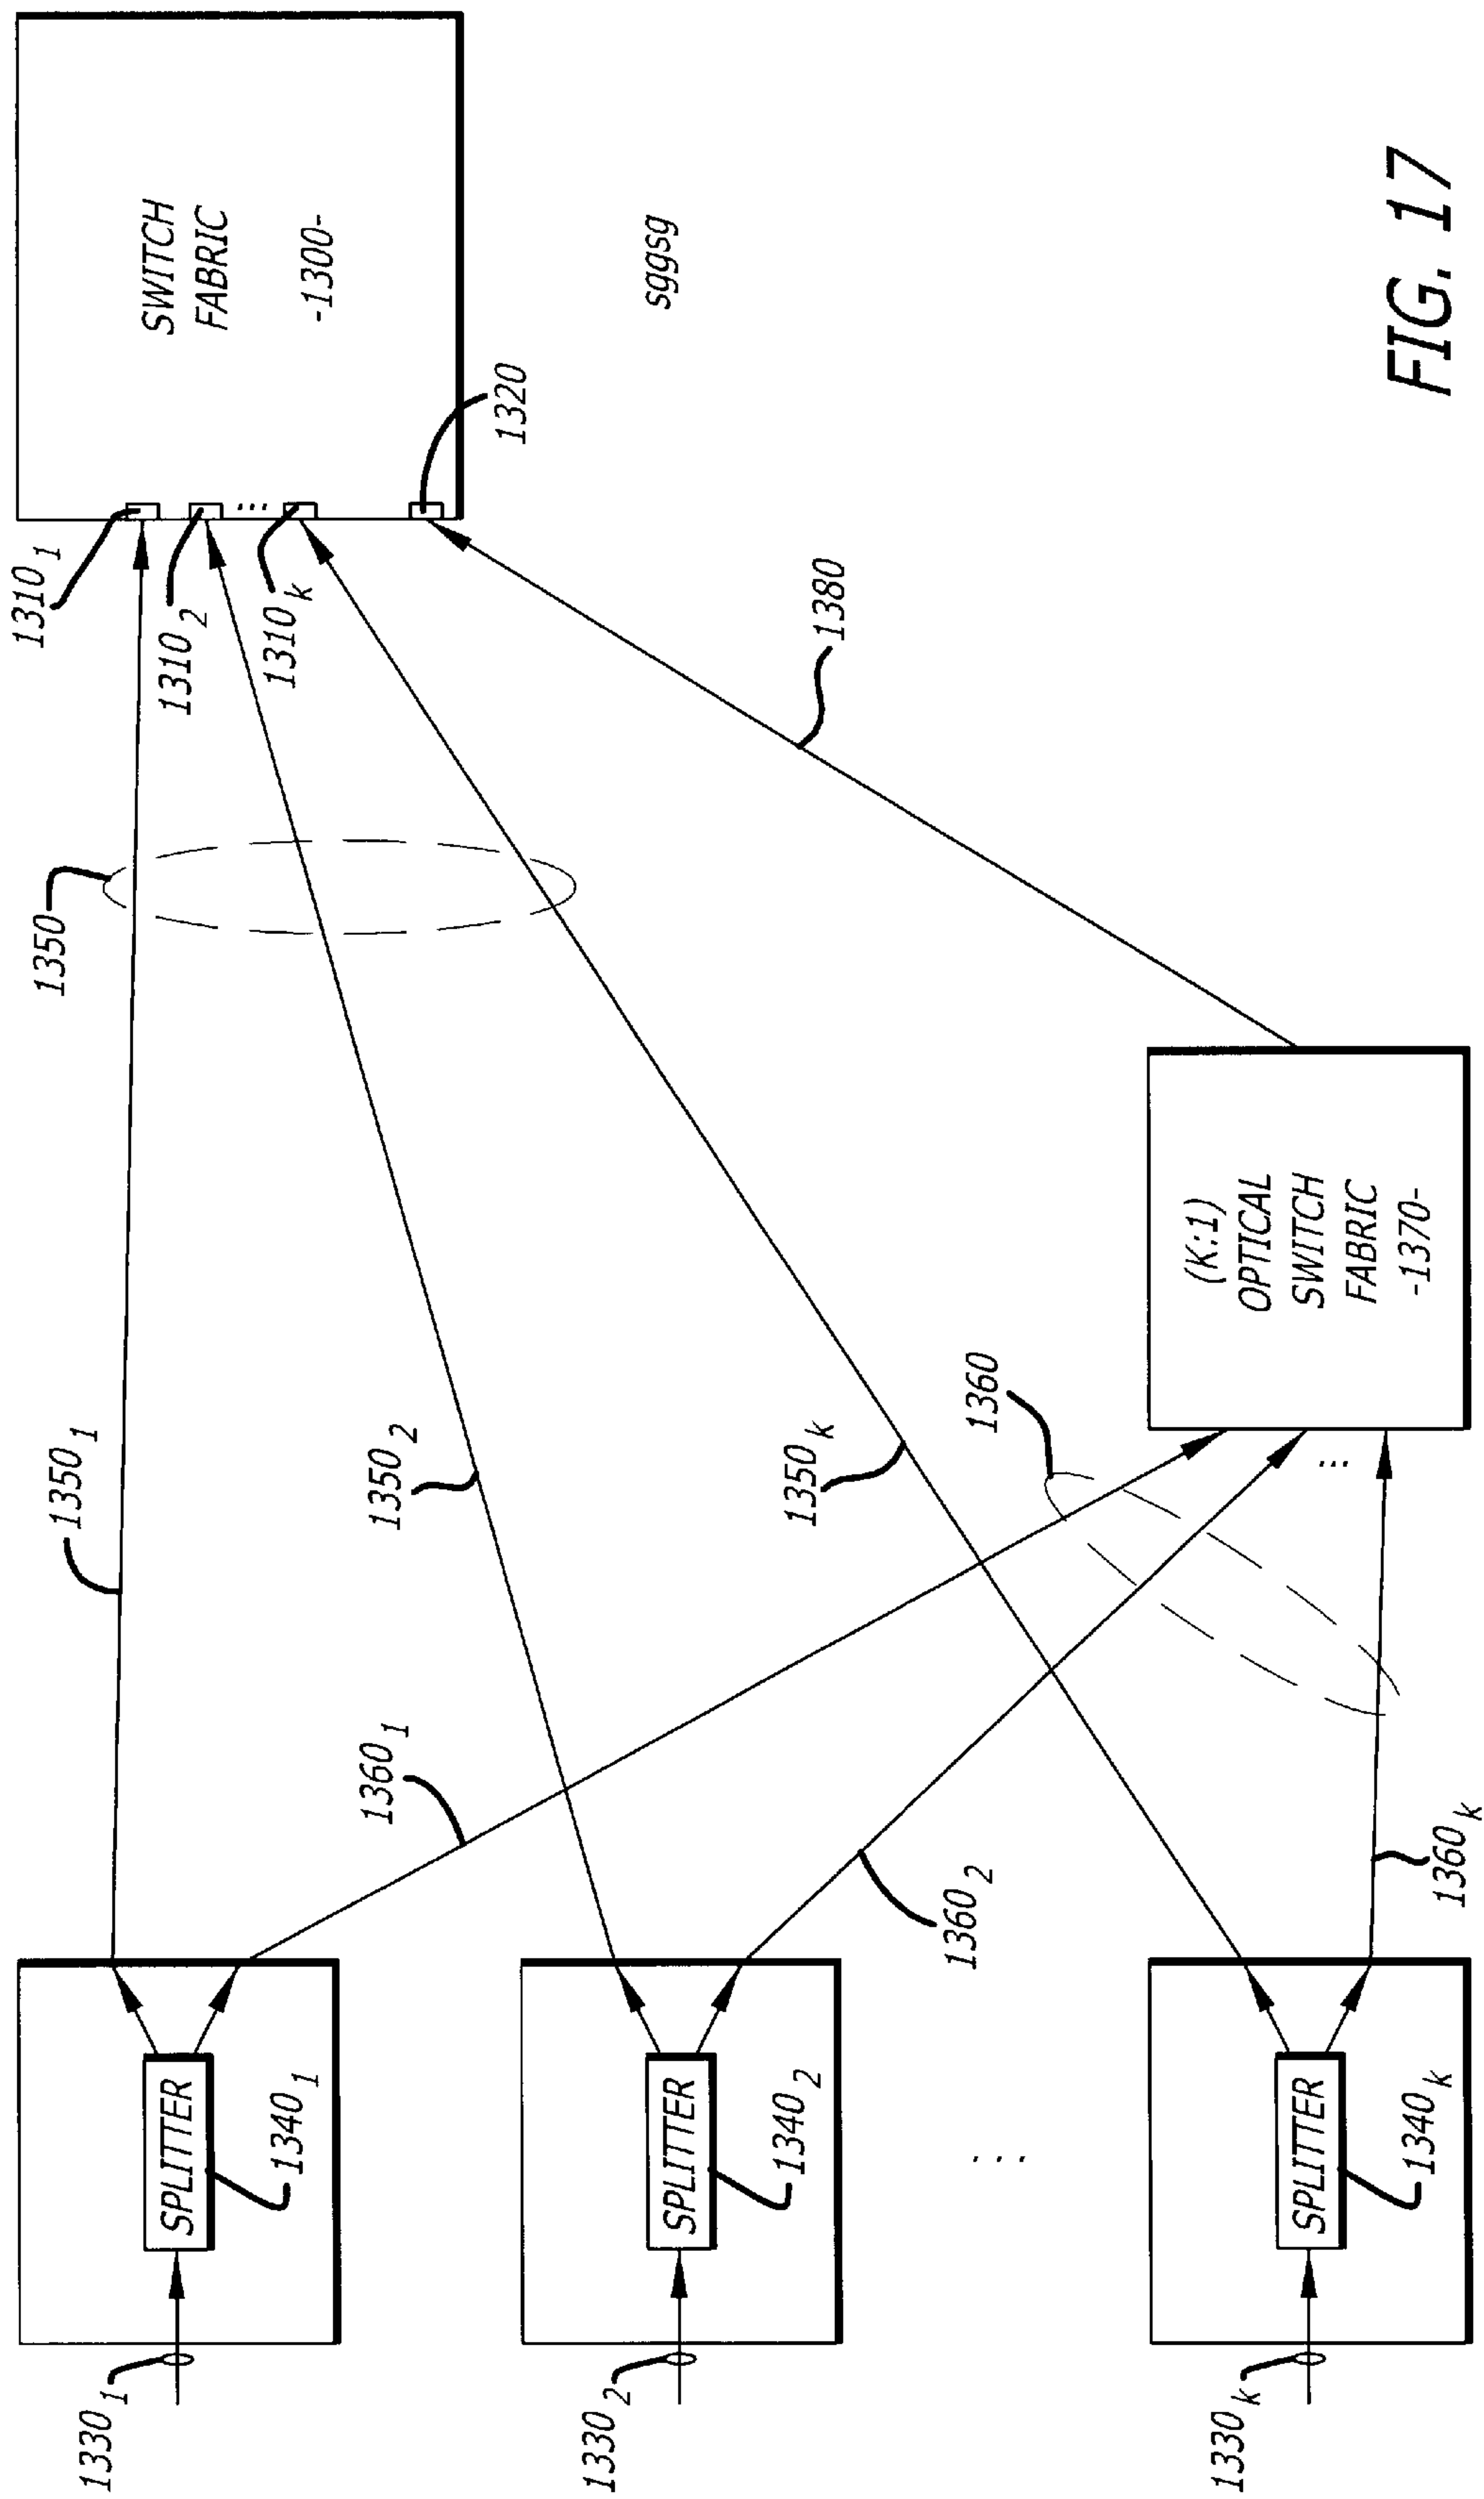 1330 1
SPLITTER
1340 1
1350 1
1360 1
1350
1310 1
1310 2
1310 k
SWITCH
FABRIC
-1300-
1320
1330 2
SPLITTER
1340 2
1350 2
1360 2
1350 k
1380
sggsg
...
...
1330 k
SPLITTER
1340 k
1360 k
1360
...
(K:1)
OPTICAL
SWITCH
FABRIC
-1370-
FIG. 17